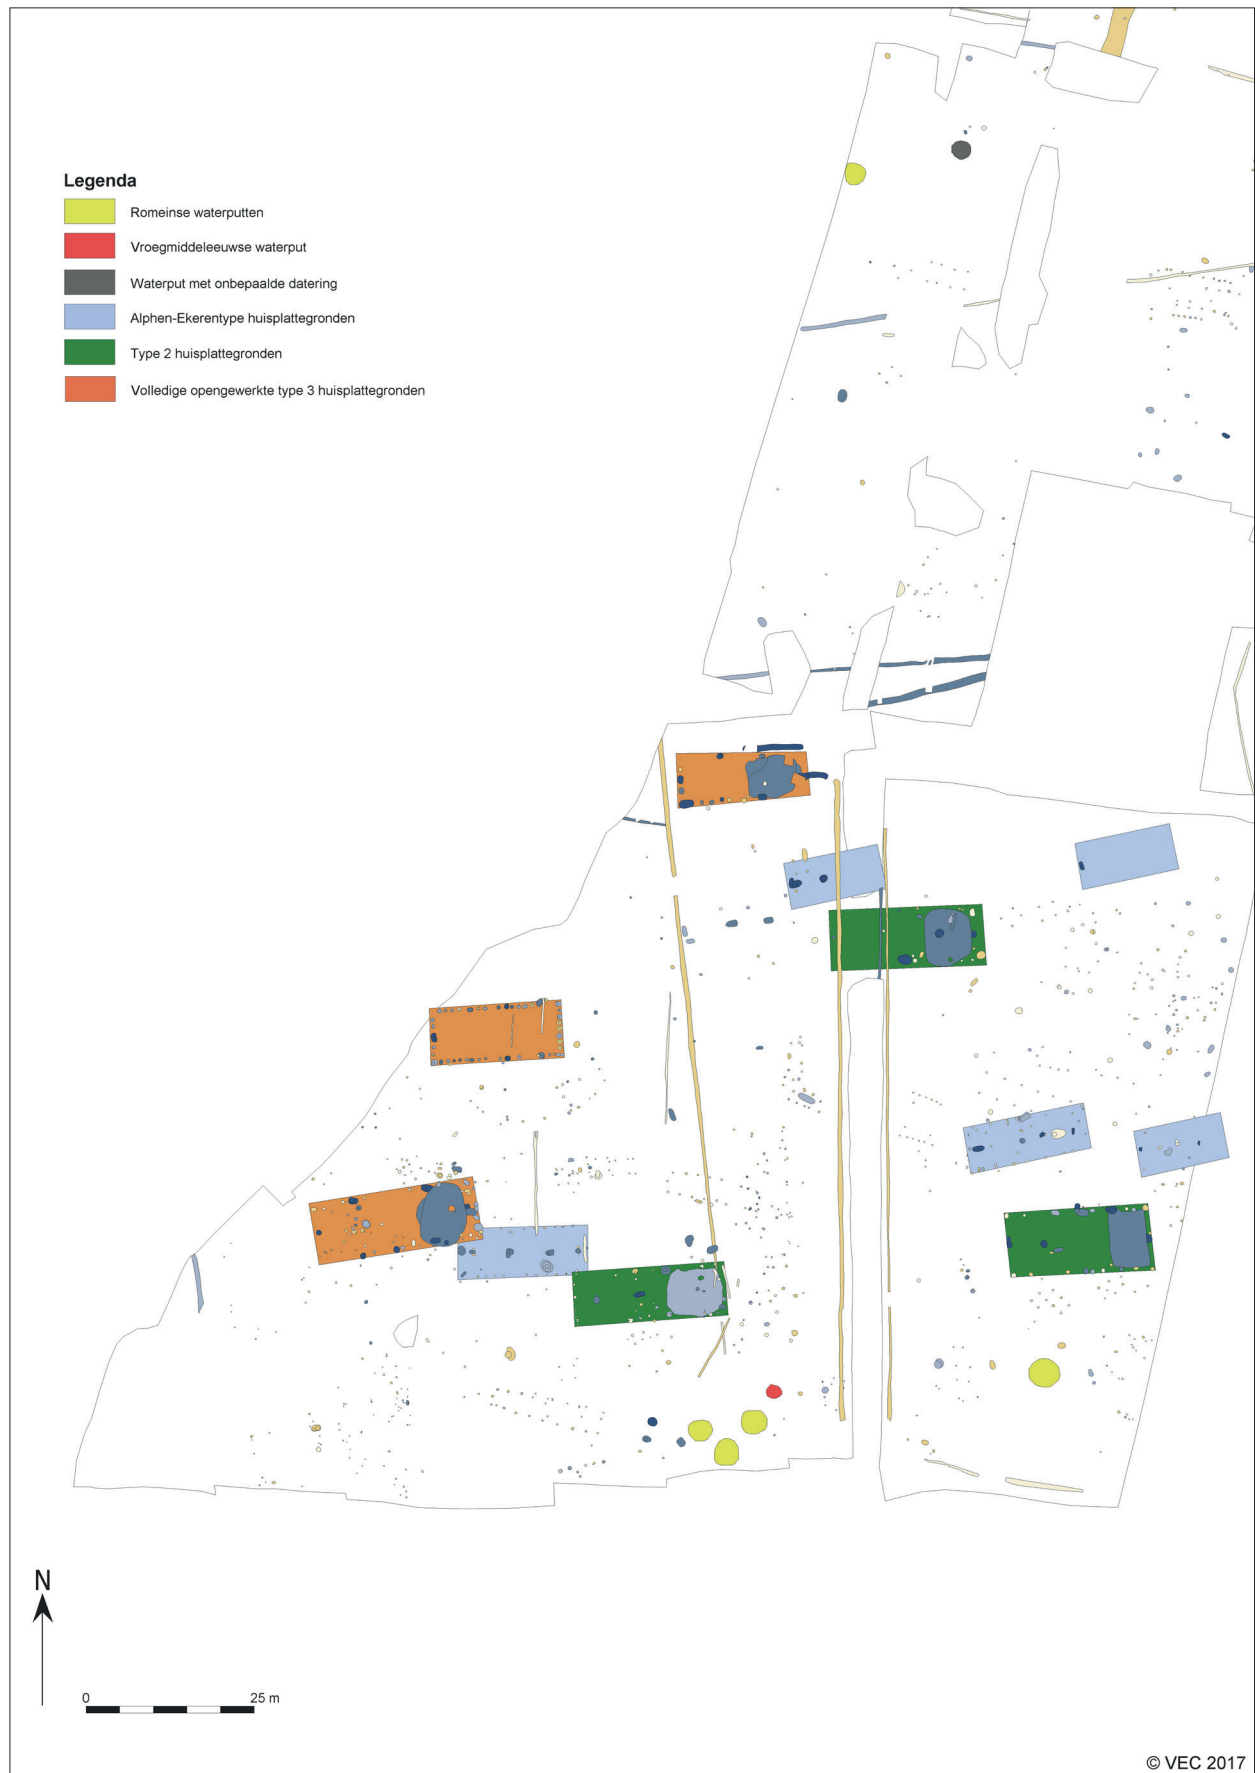 Legenda
Romeinse waterputten
Vroegmiddeleeuwse waterput
Waterput met onbepaalde datering
Alphen-Ekerentype huisplattegronden
Type 2 huisplattegronden
Volledige opengewerkte type 3 huisplattegronden
N
0 25 m
© VEC 2017